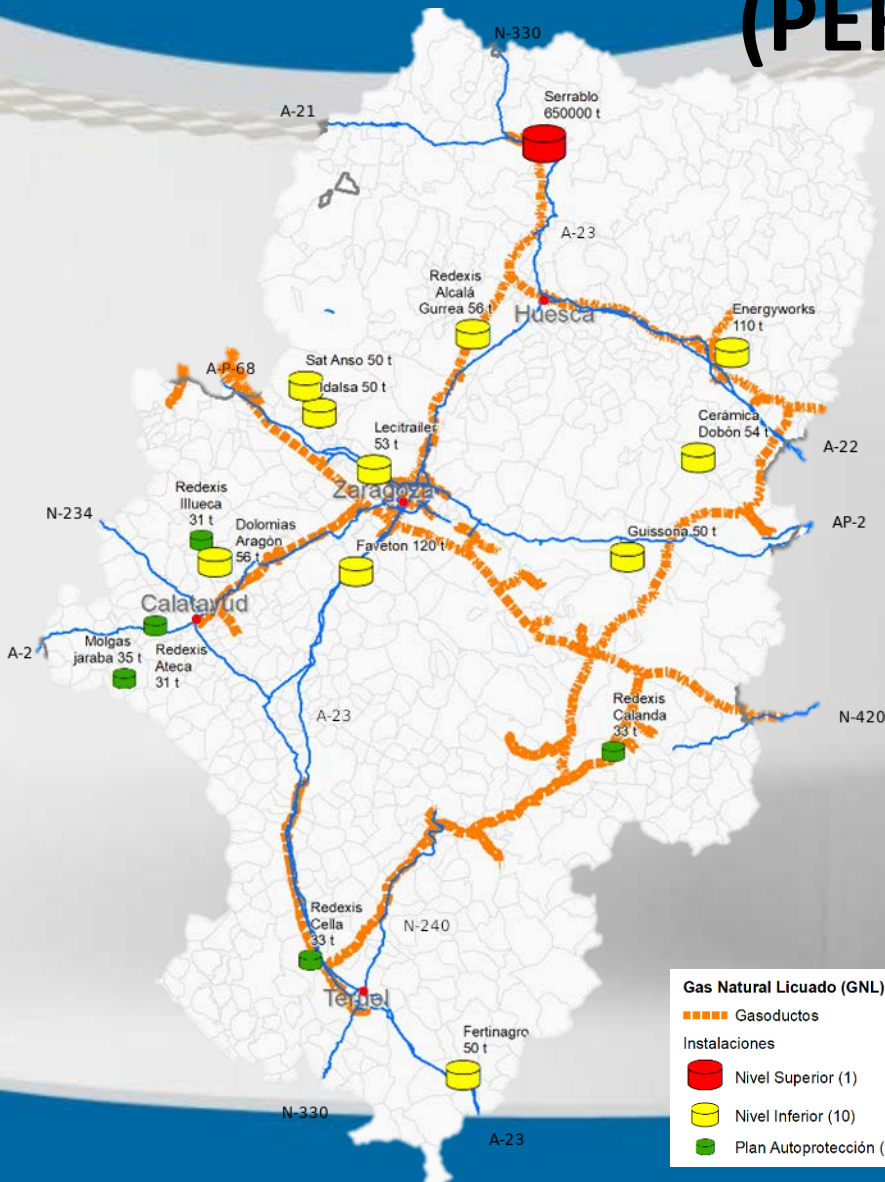 (PER
N-330
A-21
Serrablo
650000 t
A-23
Redexis
Alcalá
Gurrea 56 t
Huesca
Energyworks
110 t
A-P-68
Sat Anso 50 t
Idalsa 50 t
Lecitrailer
53 t
Cerámica
Dobón 54 t
A-22
Zaragoza
Redexis
Illueca
31 t
N-234
Dolomias
Aragón
56 t
Faveton 120 t
Guissona 50 t
AP-2
Calatayud
A-2
Molgas
jaraba 35 t
Redexis
Ateca
31 t
A-23
Redexis
Calanda
33 t
N-420
Redexis
Cella
33 t
N-240
Teruel
Fertinagro
50 t
N-330
A-23
Gas Natural Licuado (GNL)
Gasoductos
Instalaciones
Nivel Superior (1)
Nivel Inferior (10)
Plan Autoprotección (